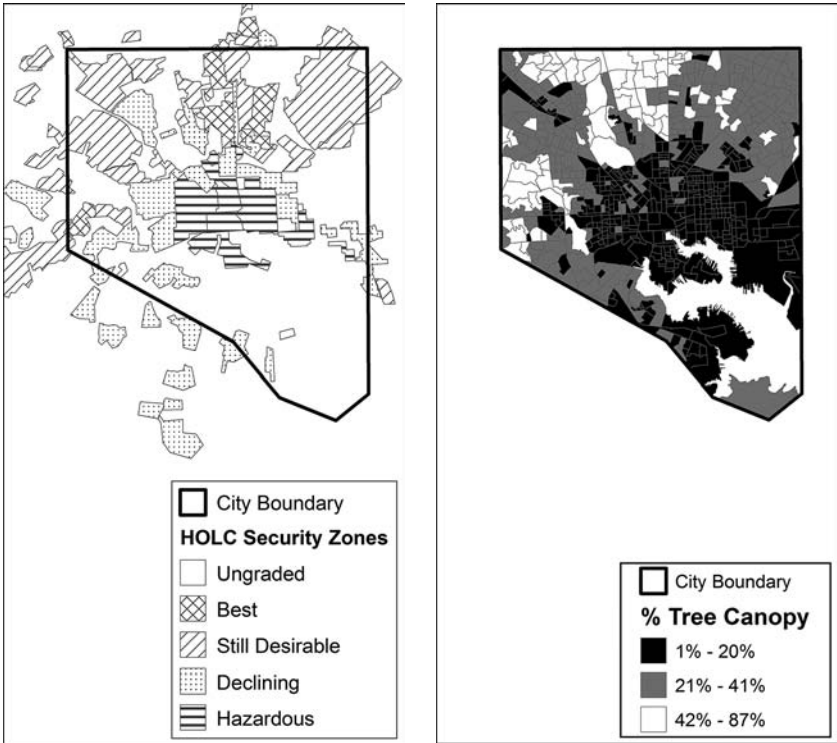 City Boundary
HOLC Security Zones
Ungraded
Best
Still Desirable
Declining
Hazardous
City Boundary
% Tree Canopy
1% - 20%
21% - 41%
42% - 87%